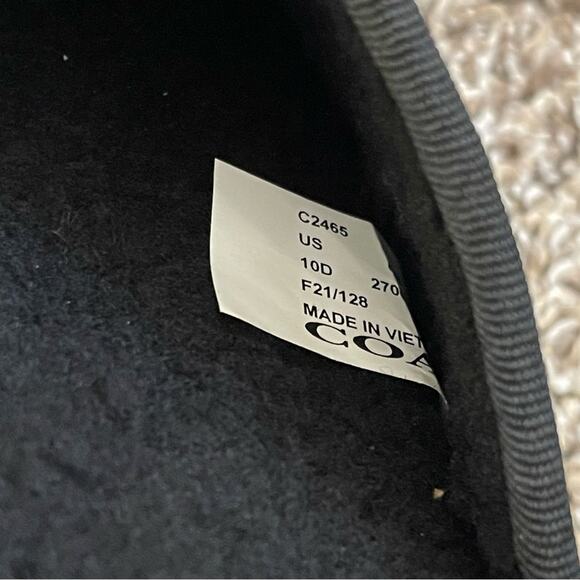 C2465
US
10D 270
F21/128
MADE IN VIET
COA